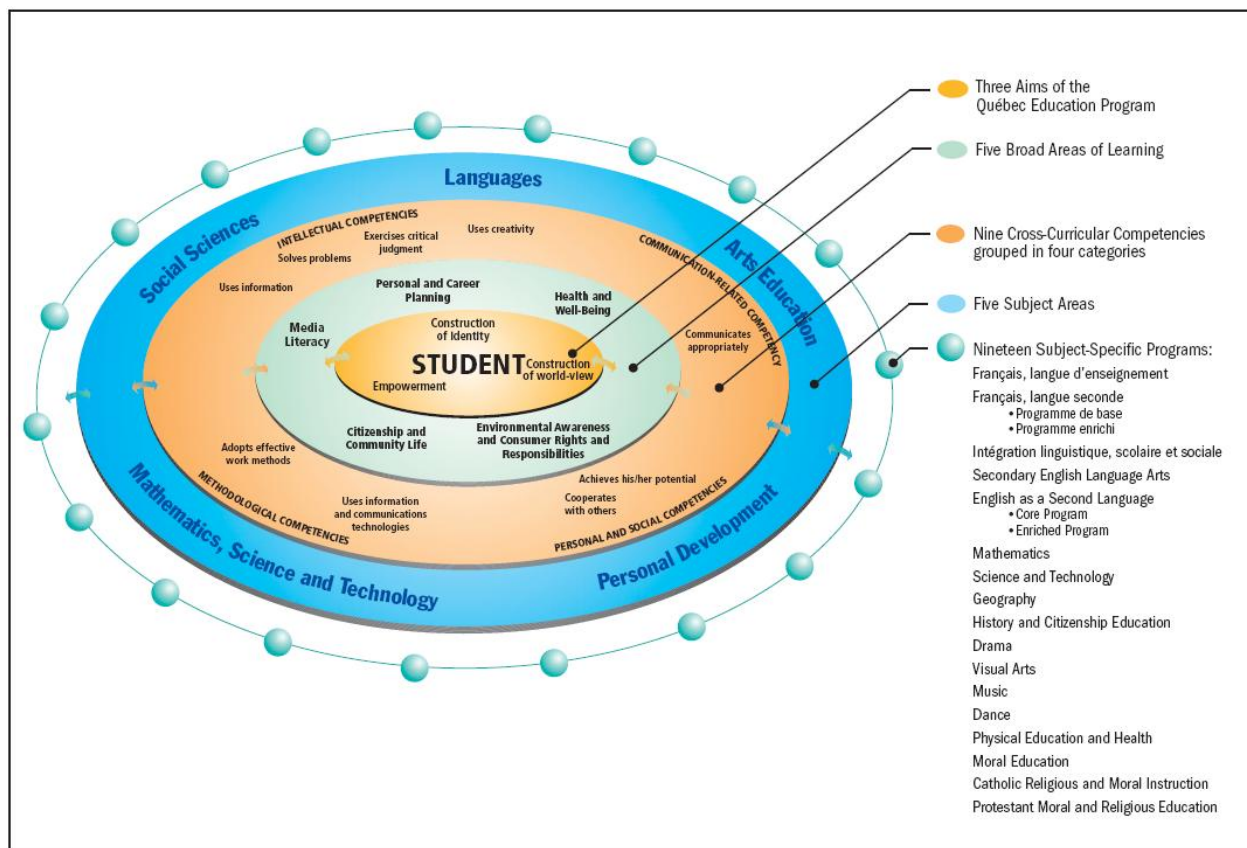 Three Aims of the
Québec Education Program
Five Broad Areas of Learning
Nine Cross-Curricular Competencies
grouped in four categories
Five Subject Areas
Nineteen Subject-Specific Programs:
Français, langue d'enseignement
Français, langue seconde
• Programme de base
• Programme enrichi
Intégration linguistique, scolaire et sociale
Secondary English Language Arts
English as a Second Language
• Core Program
• Enriched Program
Mathematics
Science and Technology
Geography
History and Citizenship Education
Drama
Visual Arts
Music
Dance
Physical Education and Health
Moral Education
Catholic Religious and Moral Instruction
Protestant Moral and Religious Education
Languages
Social Sciences
Arts Education
Mathematics, Science and Technology
Personal Development
INTELLECTUAL COMPETENCIES
Uses creativity
Exercises critical
judgment
Solves problems
Uses information
COMMUNICATION-RELATED COMPETENCY
Communicates
appropriately
METHODOLOGICAL COMPETENCIES
Adopts effective
work methods
Uses information
and communications
technologies
PERSONAL AND SOCIAL COMPETENCIES
Achieves his/her potential
Cooperates
with others
Personal and Career
Planning
Health and
Well-Being
Media
Literacy
Citizenship and
Community Life
Environmental Awareness
and Consumer Rights and
Responsibilities
Construction
of identity
STUDENT
Construction
of world-view
Empowerment